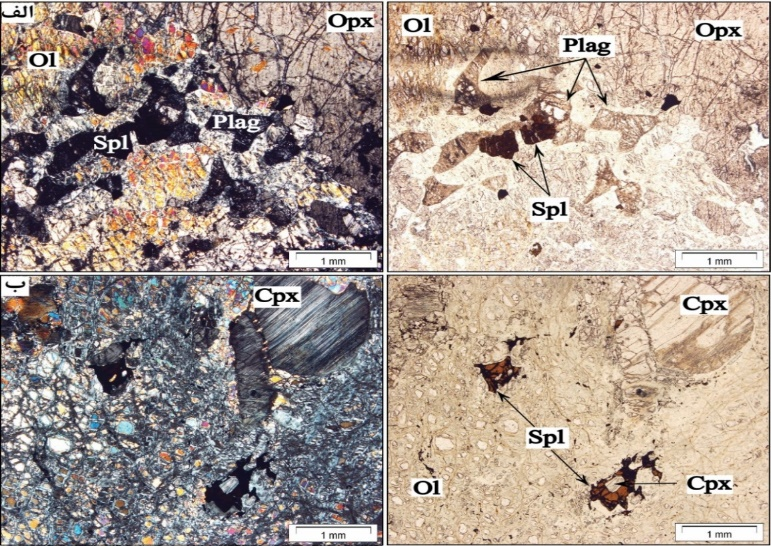 الف
Ol
Opx
Spl
Plag
1 mm
Ol
Plag
Opx
Spl
1 mm
ب
Cpx
1 mm
Cpx
Spl
Ol
Cpx
1 mm